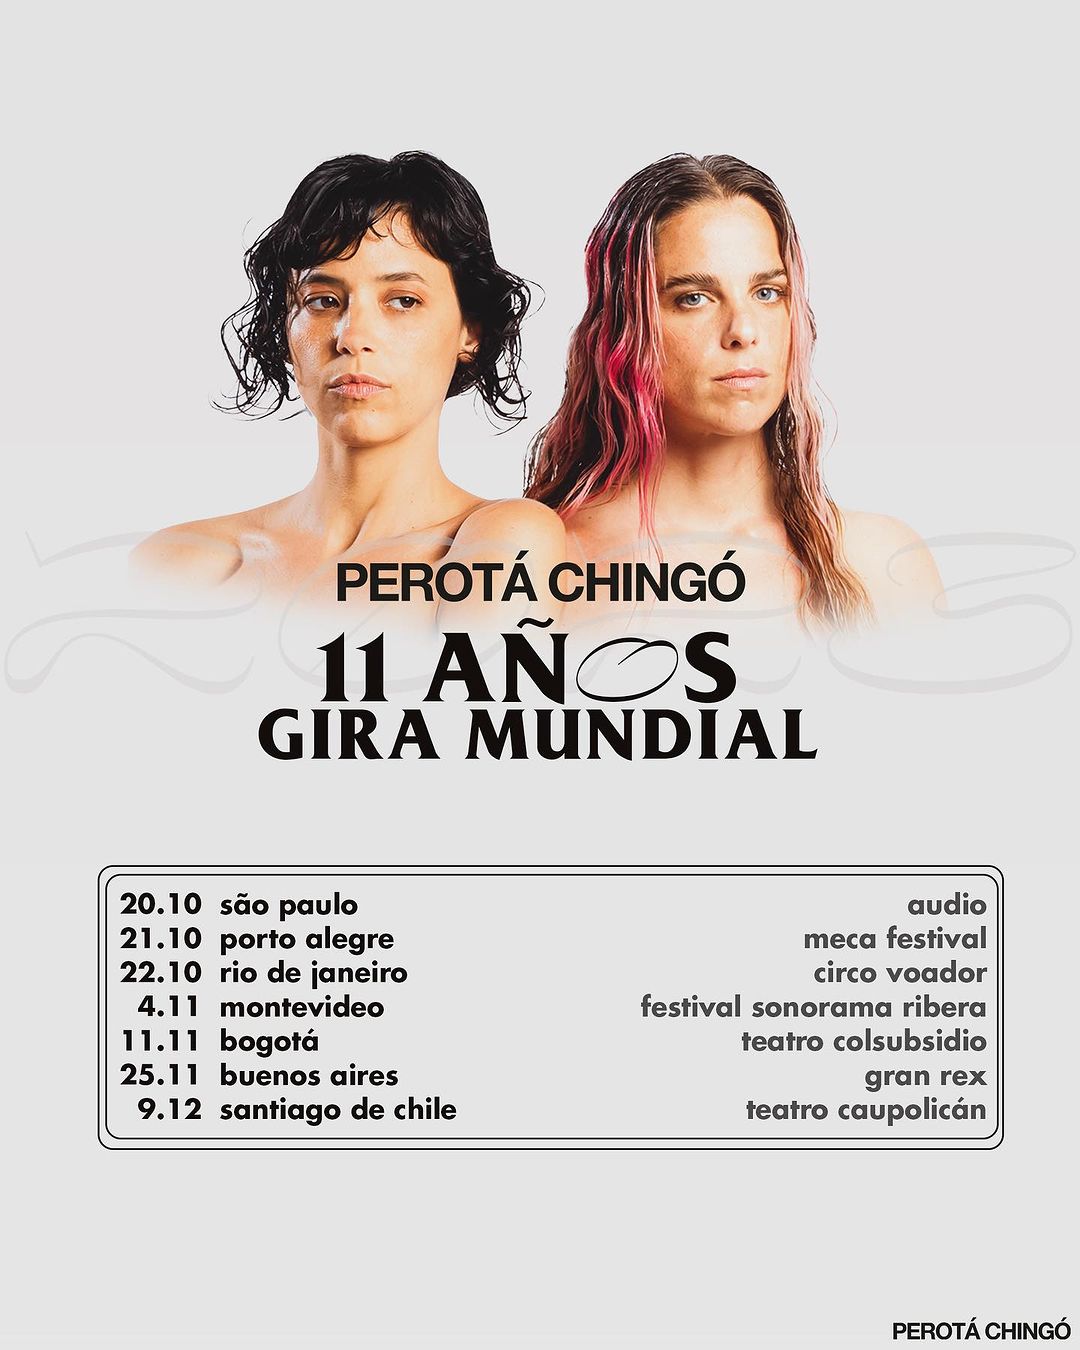 2023
PEROTÁ CHINGÓ
11 AÑOS
GIRA MUNDIAL
20.10 são paulo audio
21.10 porto alegre meca festival
22.10 rio de janeiro circo voador
4.11 montevideo festival sonorama ribera
11.11 bogotá teatro colsubsidio
25.11 buenos aires gran rex
9.12 santiago de chile teatro caupolicán
PEROTÁ CHINGÓ